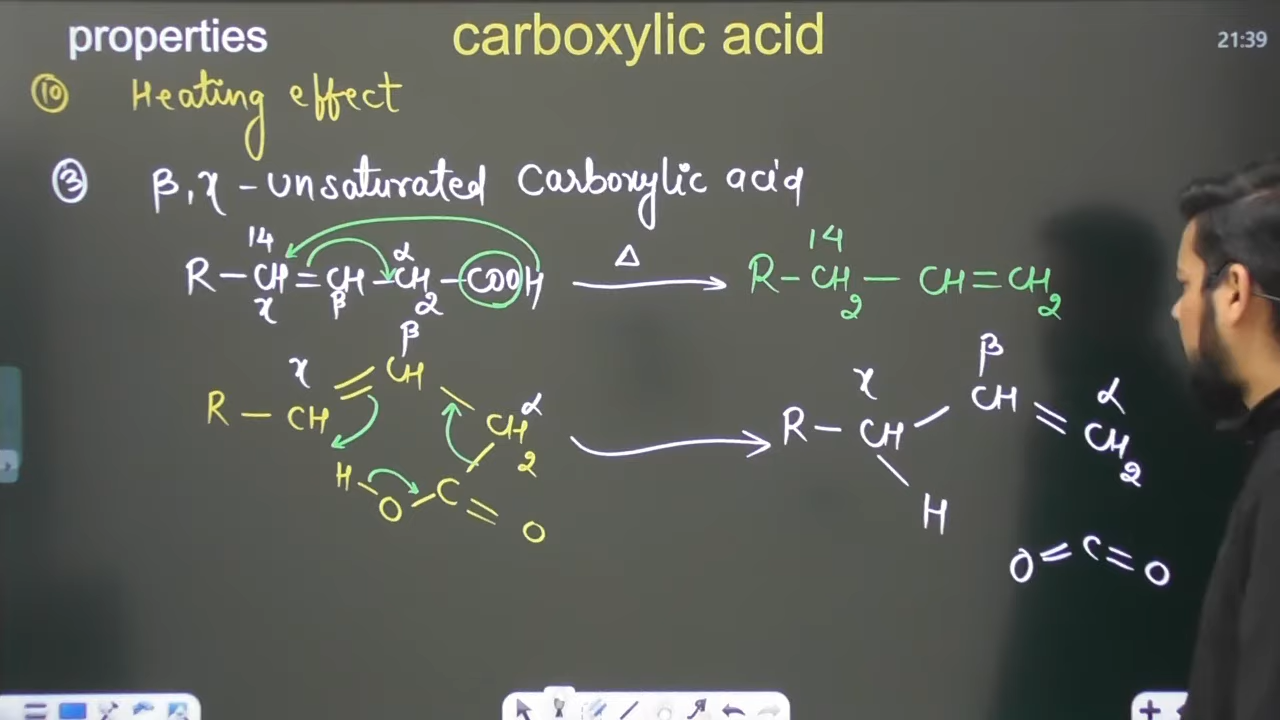 properties
carboxylic acid
21:39
⑩ Heating effect
③ β,γ - unsaturated Carboxylic acid
14
14
R — CH = CH — CH₂ — COOH
α
Δ
R — CH₂ — CH = CH₂
γ
β
β
γ
CH
R — CH
CH₂
α
H
O
C
O
β
γ
α
R — CH
CH
CH₂
H
O = C = O